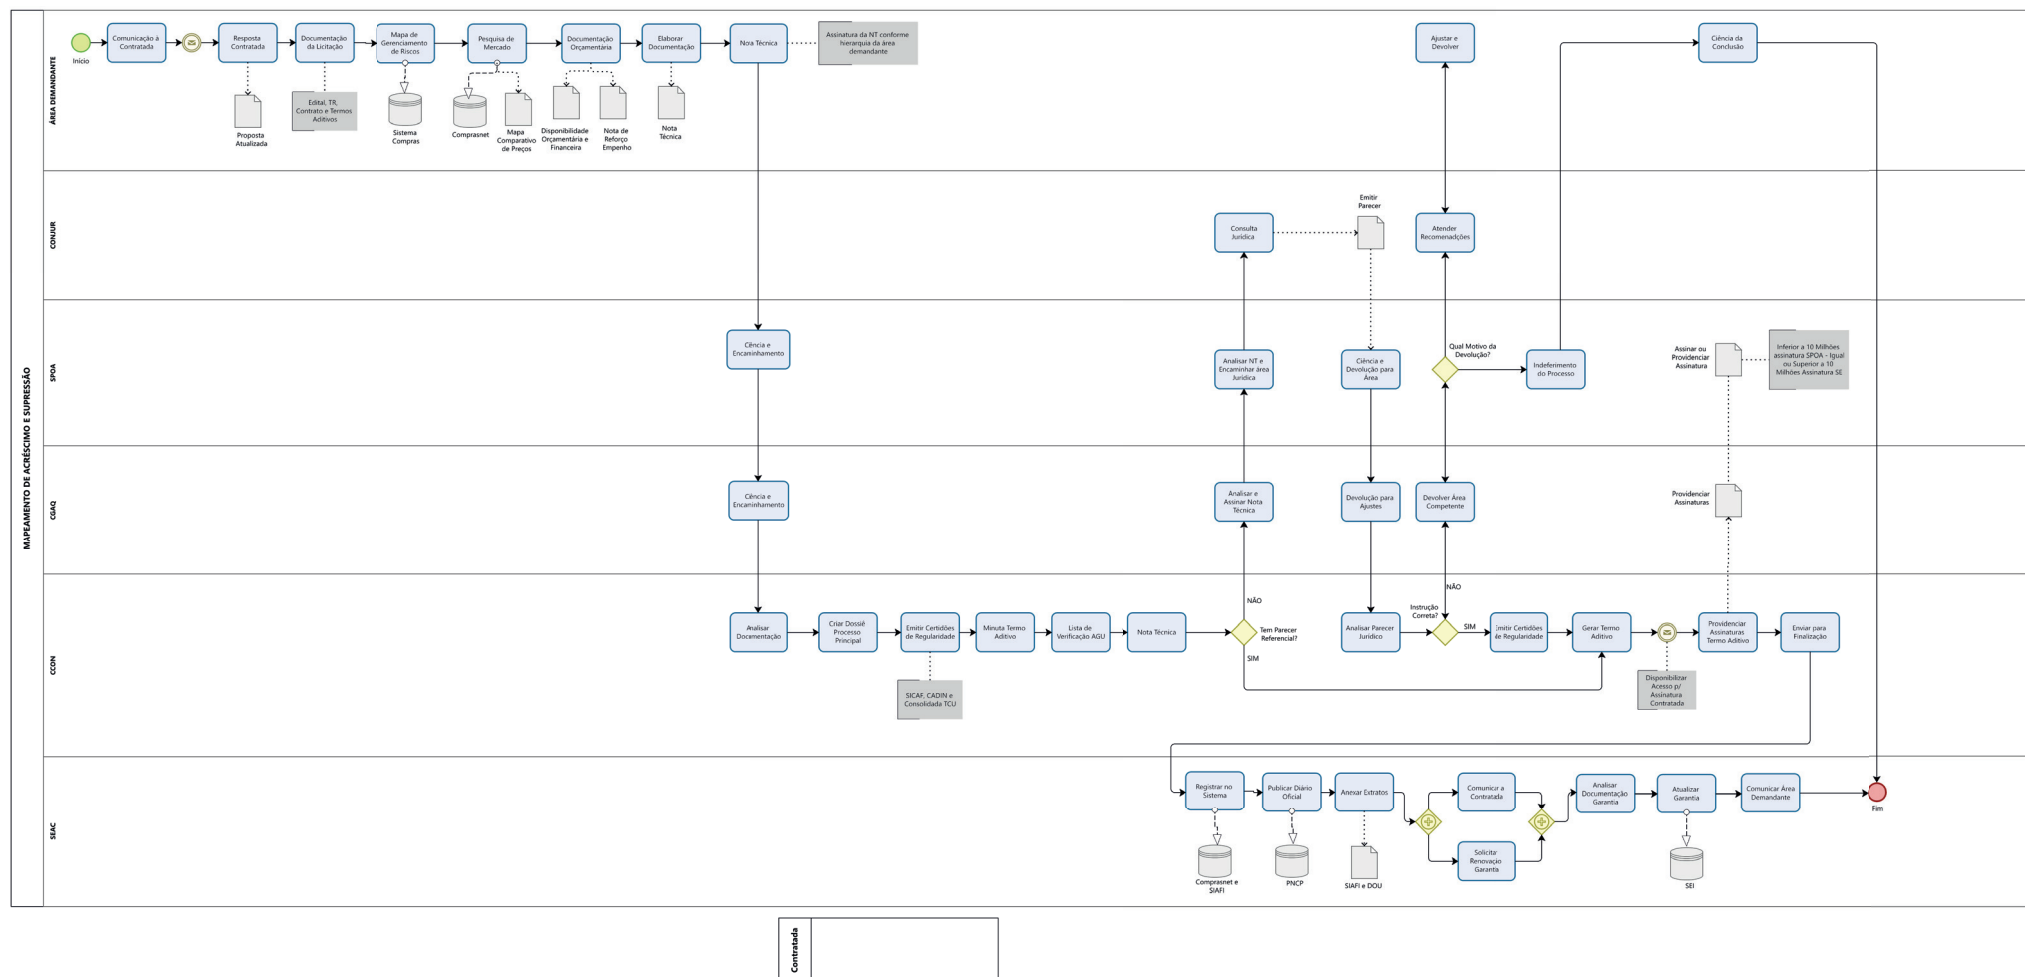 MAPEAMENTO DE ACRÉSCIMO E SUPRESSÃO
ÁREA DEMANDANTE
Início
Comunicação à
Contratada
Resposta
Contratada
Documentação
da Licitação
Mapa de
Gerenciamento
de Riscos
Pesquisa de
Mercado
Documentação
Orçamentária
Elaborar
Documentação
Nota Técnica
Assinatura da NT conforme
hierarquia da área
demandante
Ajustar e
Devolver
Ciência da
Conclusão
Proposta
Atualizada
Edital, TR,
Contrato e Termos
Aditivos
Sistema
Compras
Comprasnet
Mapa
Comparativo
de Preços
Disponibilidade
Orçamentária e
Financeira
Nota de
Reforço
Empenho
Nota
Técnica
CONJUR
Consulta
Jurídica
Emitir
Parecer
Atender
Recomenadções
SPOA
Ciência e
Encaminhamento
Analisar NT e
Encaminhar área
Jurídica
Ciência e
Devolução para
Área
Qual Motivo da
Devolução?
Indeferimento
do Processo
Assinar ou
Providenciar
Assinatura
Inferior a 10 Milhões
assinatura SPOA - Igual
ou Superior a 10
Milhões Assinatura SE
CGAQ
Ciência e
Encaminhamento
Analisar e
Assinar Nota
Técnica
Devolução para
Ajustes
Devolver Área
Competente
Providenciar
Assinaturas
CCON
Analisar
Documentação
Criar Dossiê
Processo
Principal
Emitir Certidões
de Regularidade
Minuta Termo
Aditivo
Lista de
Verificação AGU
Nota Técnica
NÃO
Tem Parecer
Referencial?
SIM
Analisar Parecer
Jurídico
Instrução
Correta?
NÃO
SIM
Emitir Certidões
de Regularidade
Gerar Termo
Aditivo
Providenciar
Assinaturas
Termo Aditivo
Enviar para
Finalização
SICAF, CADIN e
Consolidada TCU
Disponibilizar
Acesso p/
Assinatura
Contratada
SEAC
Registrar no
Sistema
Publicar Diário
Oficial
Anexar Extratos
Comunicar a
Contratada
Solicitar
Renovação
Garantia
Analisar
Documentação
Garantia
Atualizar
Garantia
Comunicar Área
Demandante
Fim
Comprasnet e
SIAFI
PNCP
SIAFI e DOU
SEI
Contratada